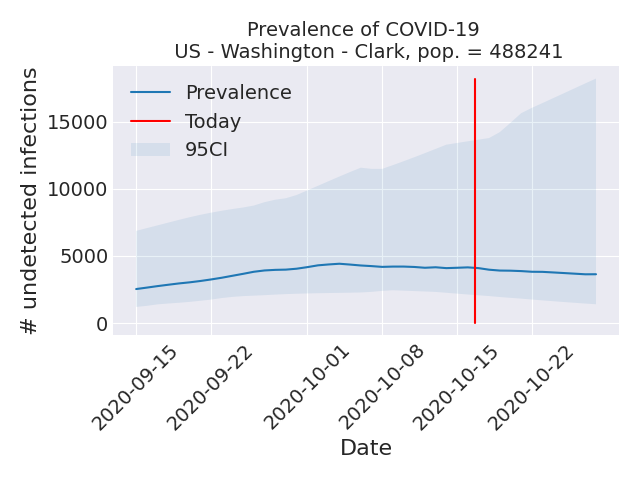 Prevalence of COVID-19
US - Washington - Clark, pop. = 488241
# undetected infections
15000
10000
5000
0
Prevalence
Today
95CI
2020-09-15
2020-09-22
2020-10-01
2020-10-08
2020-10-15
2020-10-22
Date